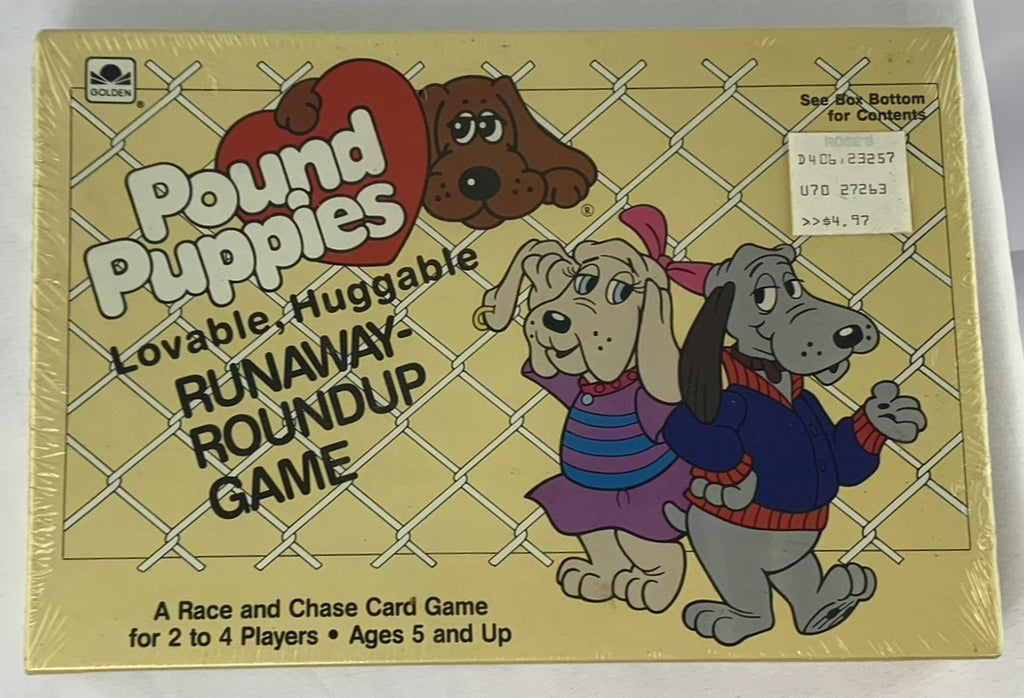 GOLDEN
®
Pound
Puppies
®
Lovable, Huggable
RUNAWAY-
ROUNDUP
GAME
See Box Bottom
for Contents
ROSE'S
D406,23257
U70 27263
>>$4.97
A Race and Chase Card Game
for 2 to 4 Players • Ages 5 and Up